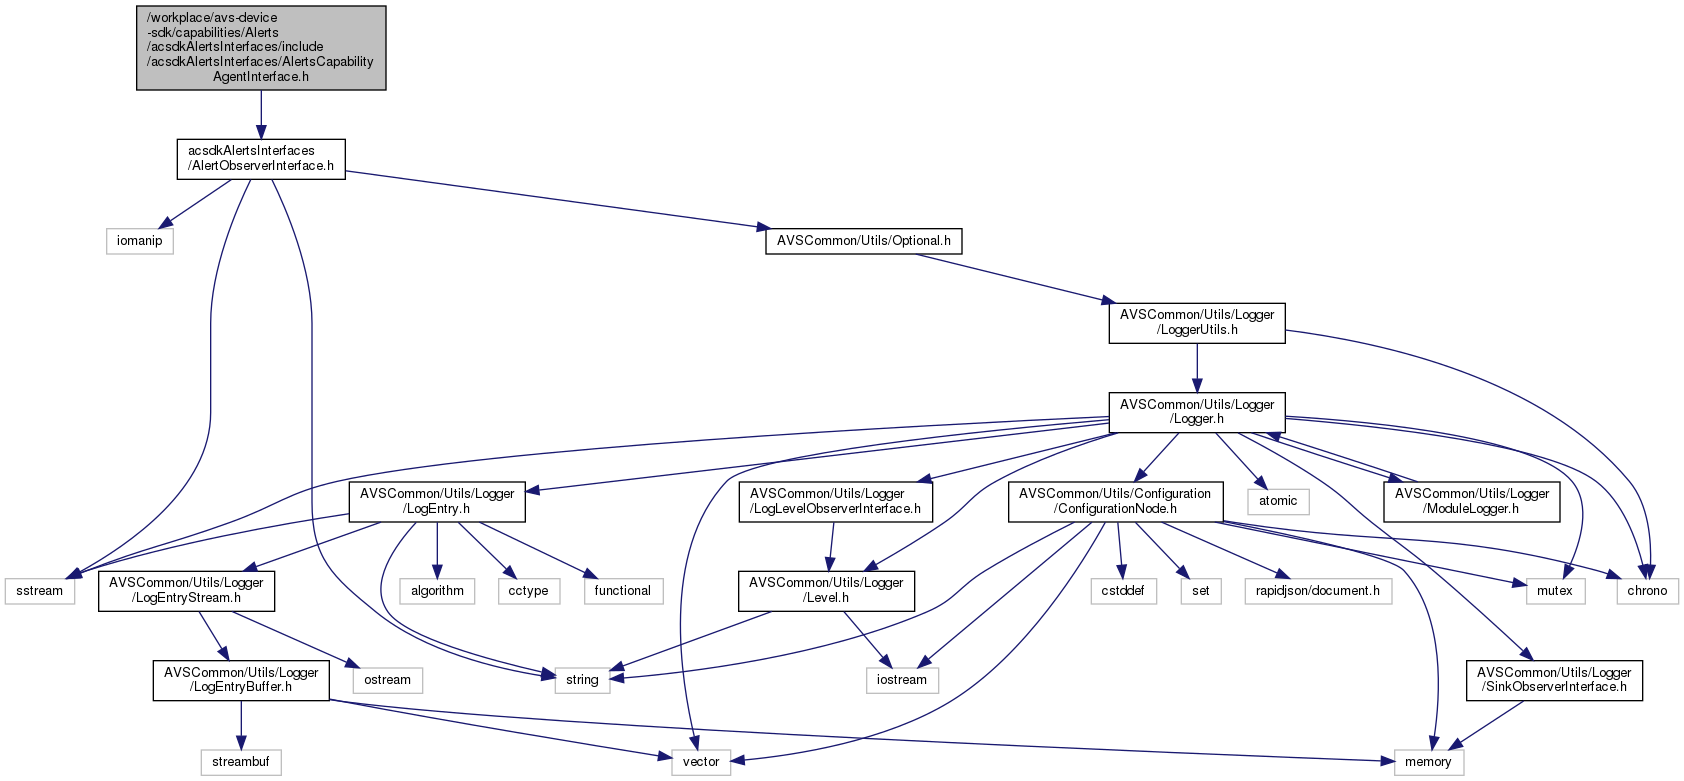 /workplace/avs-device
-sdk/capabilities/Alerts
/acsdkAlertsInterfaces/include
/acsdkAlertsInterfaces/AlertsCapability
AgentInterface.h
acsdkAlertsInterfaces
/AlertObserverInterface.h
iomanip
AVSCommon/Utils/Optional.h
AVSCommon/Utils/Logger
/LoggerUtils.h
AVSCommon/Utils/Logger
/Logger.h
AVSCommon/Utils/Logger
/LogEntry.h
AVSCommon/Utils/Logger
/LogLevelObserverInterface.h
AVSCommon/Utils/Configuration
/ConfigurationNode.h
atomic
AVSCommon/Utils/Logger
/ModuleLogger.h
sstream
AVSCommon/Utils/Logger
/LogEntryStream.h
algorithm
cctype
functional
AVSCommon/Utils/Logger
/Level.h
cstddef
set
rapidjson/document.h
mutex
chrono
AVSCommon/Utils/Logger
/LogEntryBuffer.h
ostream
string
iostream
AVSCommon/Utils/Logger
/SinkObserverInterface.h
streambuf
vector
memory